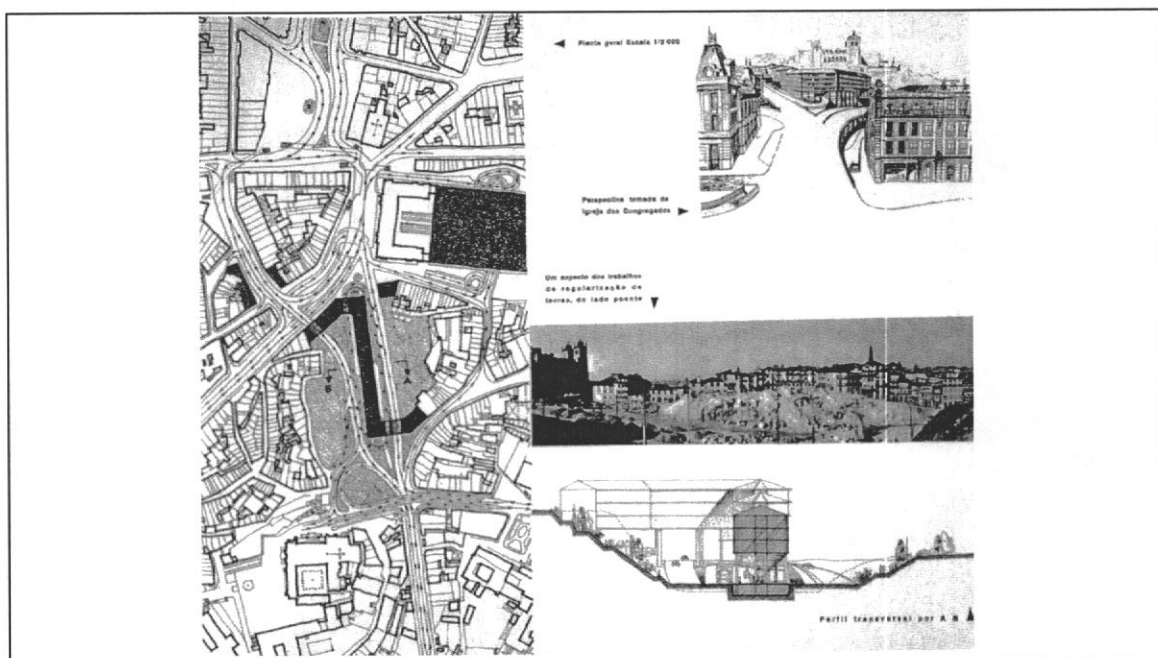 Planta geral Escala 1/2 000
Perspectiva tomada da
Igreja dos Congregados
Um aspecto dos trabalhos
de regularização de
terras, do lado poente
A
B
Perfil transversal por A B